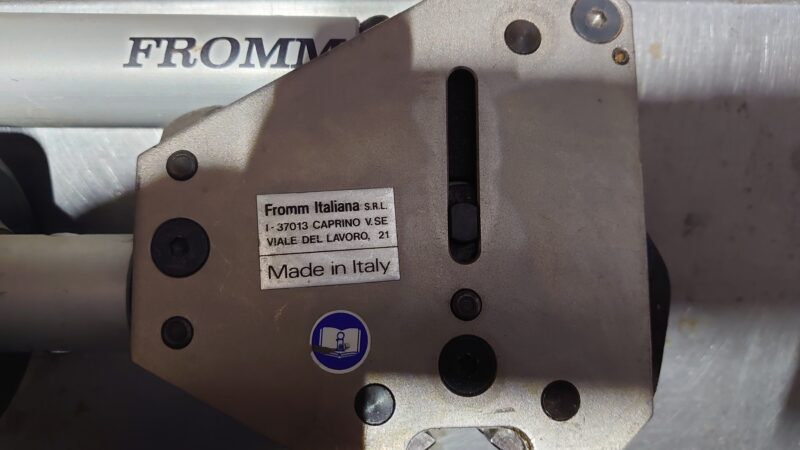 FROMM
Fromm Italiana S.R.L.
I - 37013 CAPRINO V.SE
VIALE DEL LAVORO, 21
Made in Italy